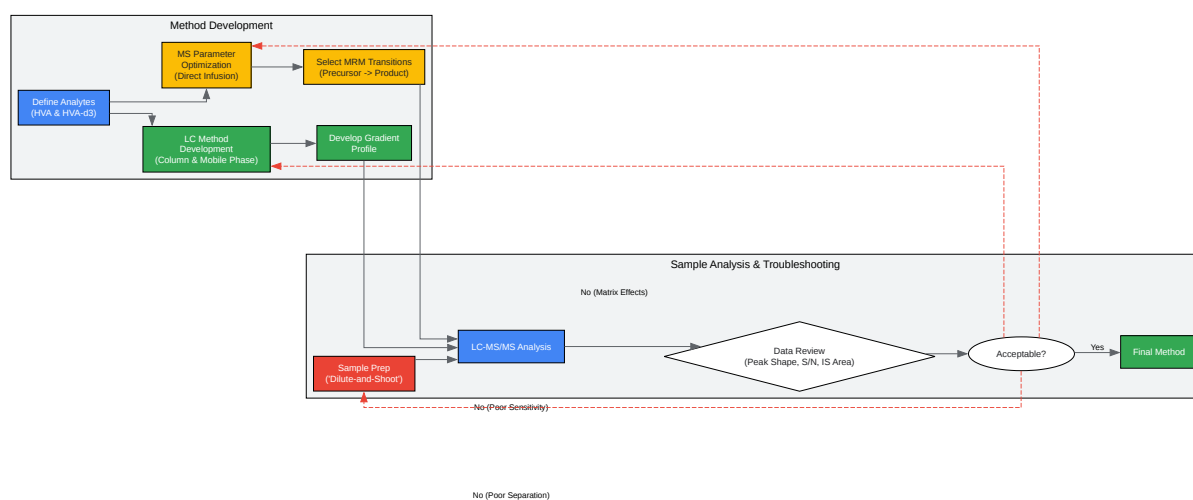 Method Development
MS Parameter
Optimization
(Direct Infusion)
Select MRM Transitions
(Precursor -> Product)
Define Analytes
(HVA & HVA-d3)
LC Method
Development
(Column & Mobile Phase)
Develop Gradient
Profile
Sample Analysis & Troubleshooting
No (Matrix Effects)
LC-MS/MS Analysis
Data Review
(Peak Shape, S/N, IS Area)
Acceptable?
Yes
Final Method
Sample Prep
('Dilute-and-Shoot')
No (Poor Sensitivity)
No (Poor Separation)